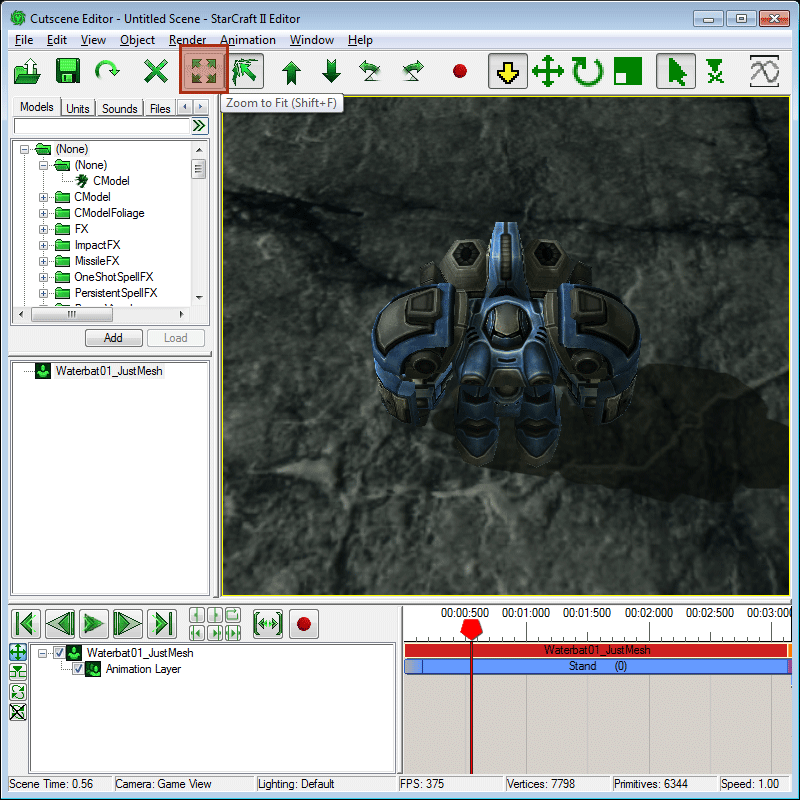 Cutscene Editor - Untitled Scene - StarCraft II Editor
File Edit View Object Render Animation Window Help
Zoom to Fit (Shift+F)
Models Units Sounds Files
(None)
(None)
CModel
CModel
CModelFoliage
FX
ImpactFX
MissileFX
OneShotSpellFX
PersistentSpellFX
Add Load
Waterbat01_JustMesh
00:00:500 00:01:000 00:01:500 00:02:000 00:02:500 00:03:000
Waterbat01_JustMesh
Animation Layer
Waterbat01_JustMesh
Stand (0)
Scene Time: 0.56 Camera: Game View Lighting: Default FPS: 375 Vertices: 7798 Primitives: 6344 Speed: 1.00